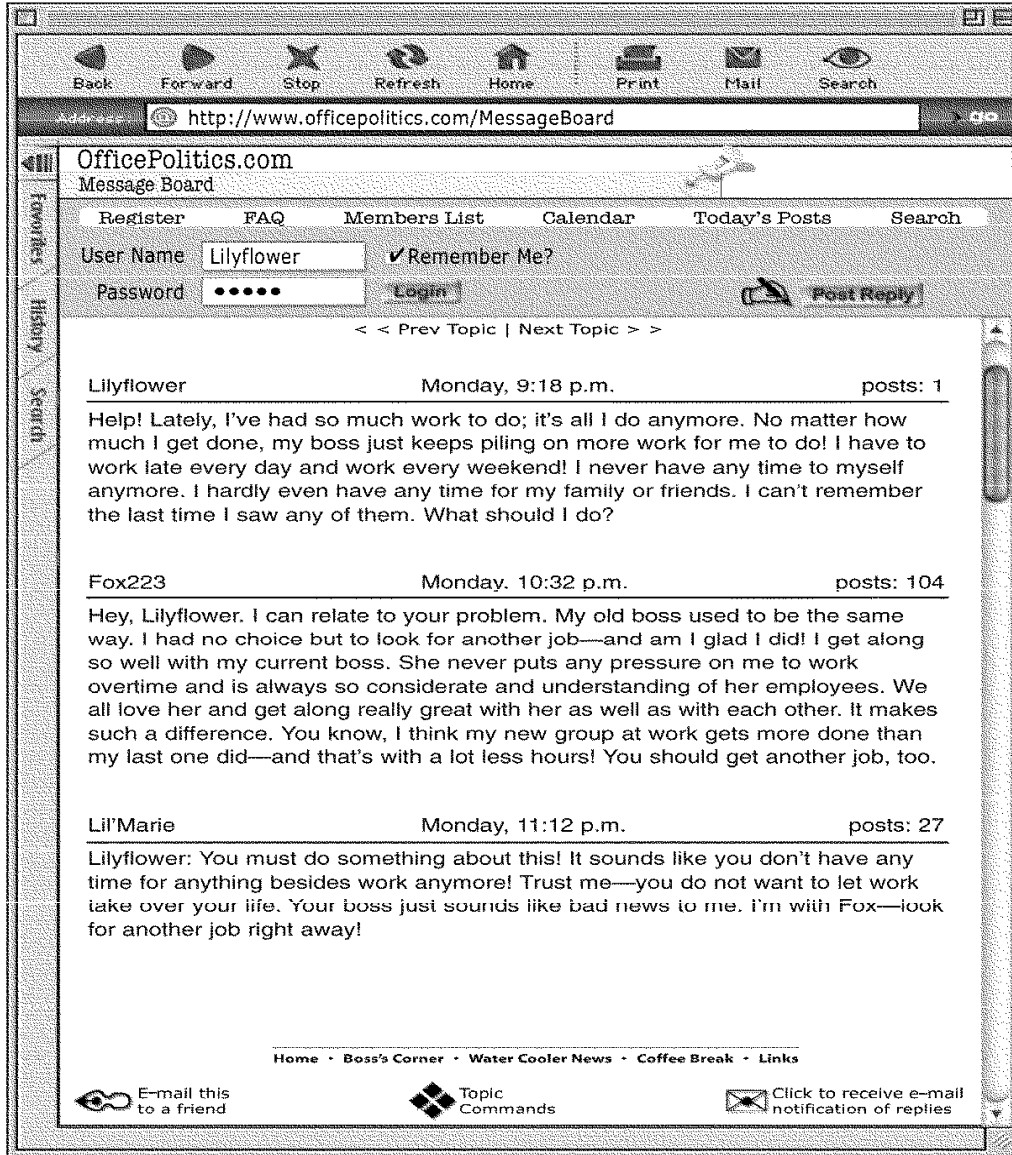 Back Forward Stop Refresh Home Print Mail Search
Address http://www.officepolitics.com/MessageBoard go
OfficePolitics.com
Message Board
Favorites
History
Search
Register FAQ Members List Calendar Today's Posts Search
User Name Lilyflower ✔Remember Me?
Password ••••• Login Post Reply
< < Prev Topic | Next Topic > >
Lilyflower Monday, 9:18 p.m. posts: 1
Help! Lately, I've had so much work to do; it's all I do anymore. No matter how
much I get done, my boss just keeps piling on more work for me to do! I have to
work late every day and work every weekend! I never have any time to myself
anymore. I hardly even have any time for my family or friends. I can't remember
the last time I saw any of them. What should I do?
Fox223 Monday. 10:32 p.m. posts: 104
Hey, Lilyflower. I can relate to your problem. My old boss used to be the same
way. I had no choice but to look for another job—and am I glad I did! I get along
so well with my current boss. She never puts any pressure on me to work
overtime and is always so considerate and understanding of her employees. We
all love her and get along really great with her as well as with each other. It makes
such a difference. You know, I think my new group at work gets more done than
my last one did—and that's with a lot less hours! You should get another job, too.
Lil'Marie Monday, 11:12 p.m. posts: 27
Lilyflower: You must do something about this! It sounds like you don't have any
time for anything besides work anymore! Trust me—you do not want to let work
take over your life. Your boss just sounds like bad news to me. I'm with Fox—look
for another job right away!
Home • Boss's Corner • Water Cooler News • Coffee Break • Links
E-mail this
to a friend
Topic
Commands
Click to receive e-mail
notification of replies